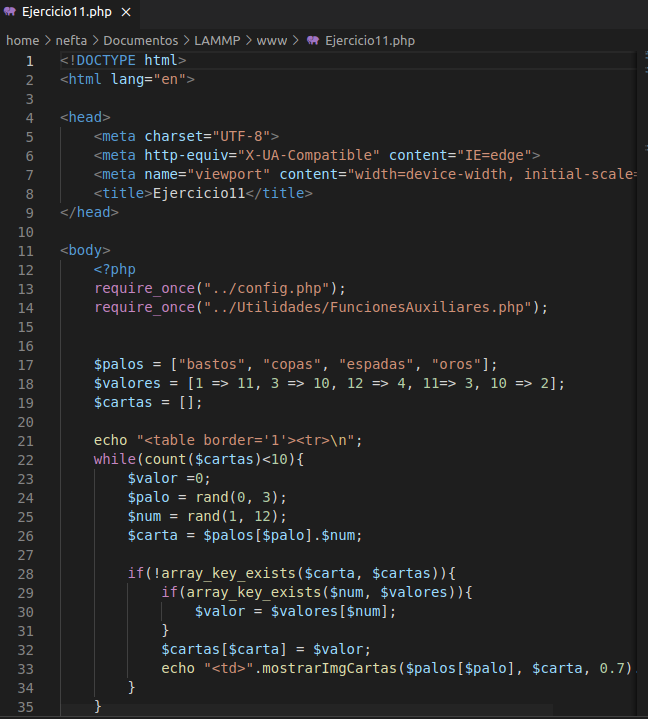 Ejercicio11.php ×
home > nefta > Documentos > LAMMP > www > Ejercicio11.php
1 <!DOCTYPE html>
2 <html lang="en">
3
4 <head>
5 <meta charset="UTF-8">
6 <meta http-equiv="X-UA-Compatible" content="IE=edge">
7 <meta name="viewport" content="width=device-width, initial-scale=
8 <title>Ejercicio11</title>
9 </head>
10
11 <body>
12 <?php
13 require_once("../config.php");
14 require_once("../Utilidades/FuncionesAuxiliares.php");
15
16
17 $palos = ["bastos", "copas", "espadas", "oros"];
18 $valores = [1 => 11, 3 => 10, 12 => 4, 11=> 3, 10 => 2];
19 $cartas = [];
20
21 echo "<table border='1'><tr>\n";
22 while(count($cartas)<10){
23 $valor =0;
24 $palo = rand(0, 3);
25 $num = rand(1, 12);
26 $carta = $palos[$palo].$num;
27
28 if(!array_key_exists($carta, $cartas)){
29 if(array_key_exists($num, $valores)){
30 $valor = $valores[$num];
31 }
32 $cartas[$carta] = $valor;
33 echo "<td>".mostrarImgCartas($palos[$palo], $carta, 0.7).
34 }
35 }